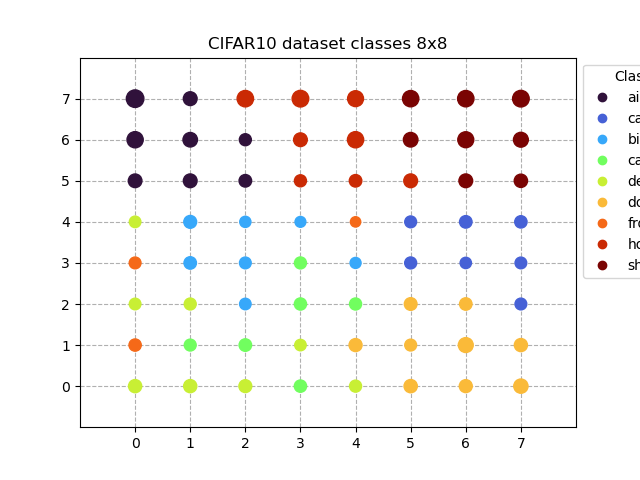 CIFAR10 dataset classes 8x8
7
6
5
4
3
2
1
0
0 1 2 3 4 5 6 7
Clas
ai
ca
bi
ca
de
do
fro
ho
sh